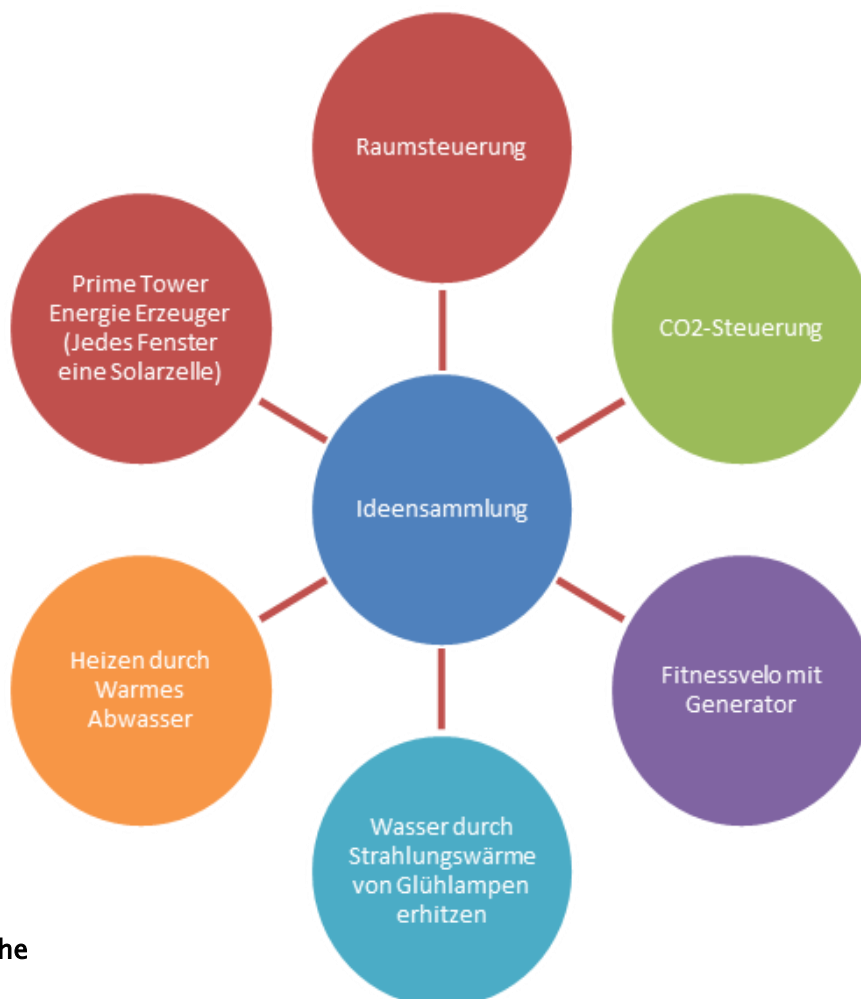 Raumsteuerung
Prime Tower
Energie Erzeuger
(Jedes Fenster
eine Solarzelle)
CO2-Steuerung
Ideensammlung
Heizen durch
Warmes
Abwasser
Fitnessvelo mit
Generator
Wasser durch
Strahlungswärme
von Glühlampen
erhitzen